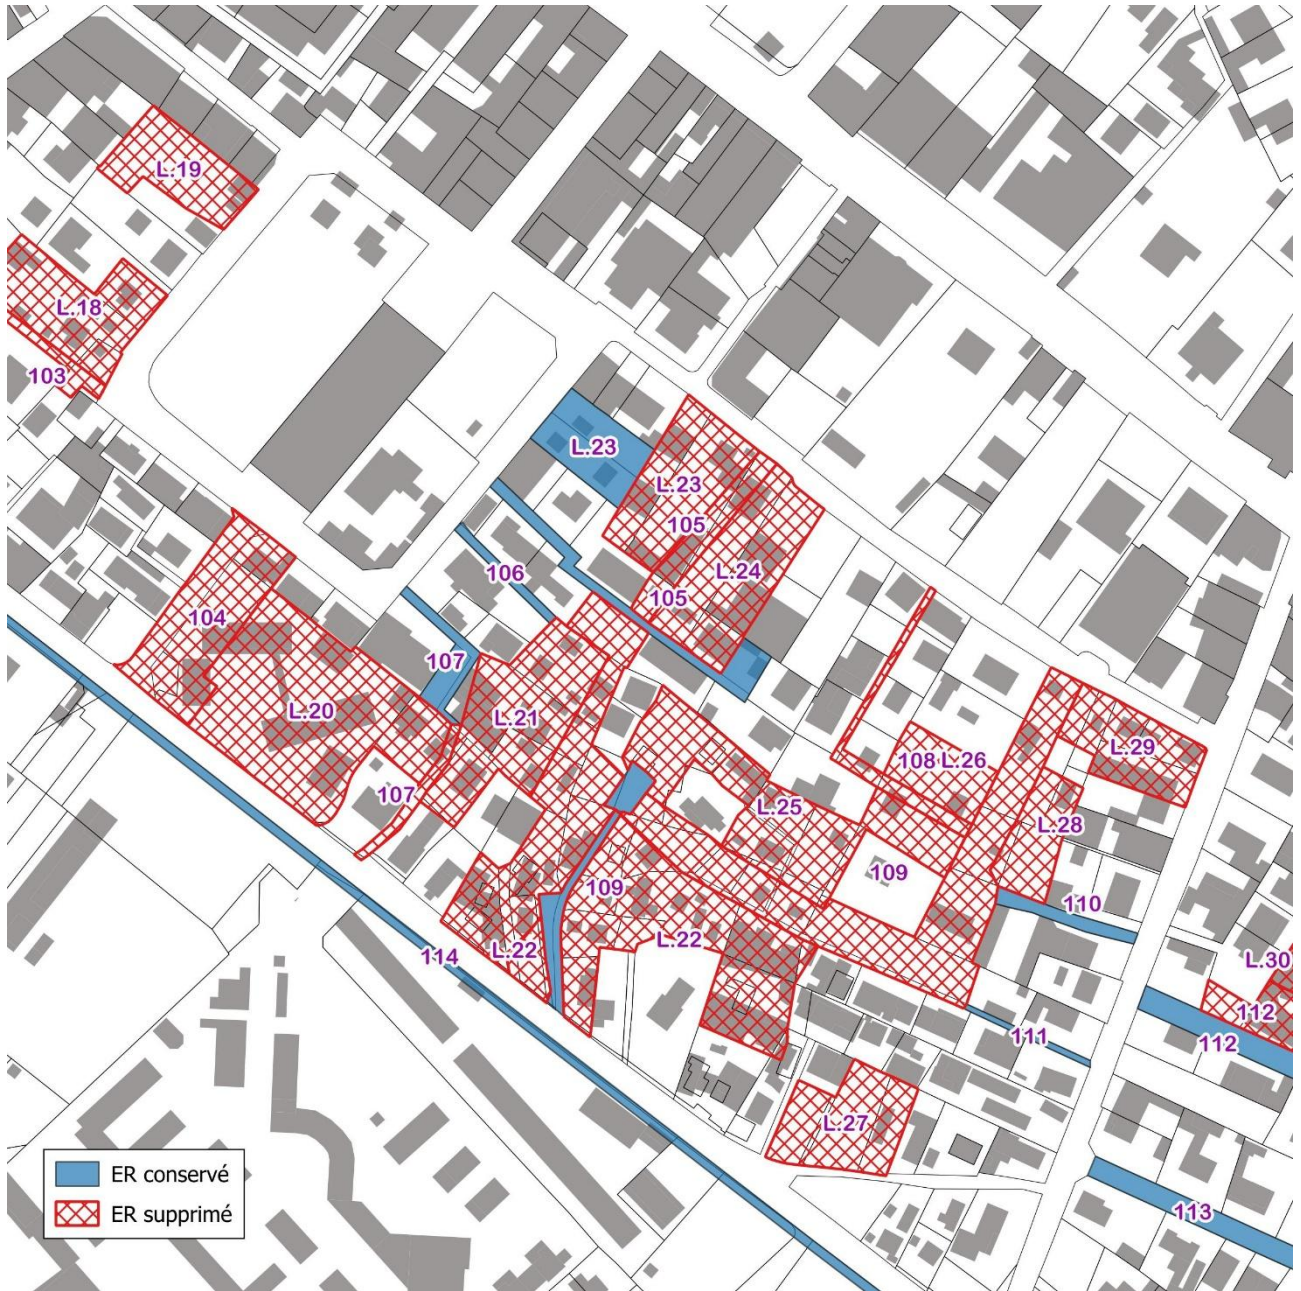 L.19
L.18
103
L.23
L.23
105
106
L.24
105
104
107
L.21
L.20
L.29
108 L.26
107
L.25
L.28
109
109
110
L.22
L.22
114
L.30
112
111
112
L.27
113
ER conservé
ER supprimé